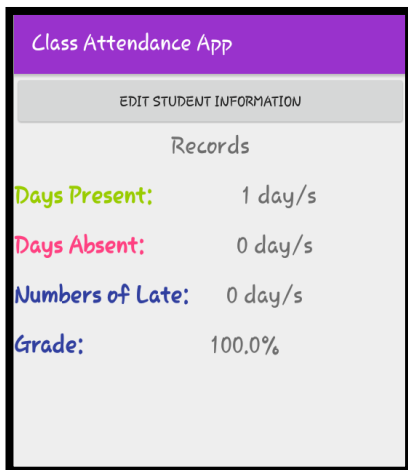 Class Attendance App
EDIT STUDENT INFORMATION
Records
Days Present: 1 day/s
Days Absent: 0 day/s
Numbers of Late: 0 day/s
Grade: 100.0%